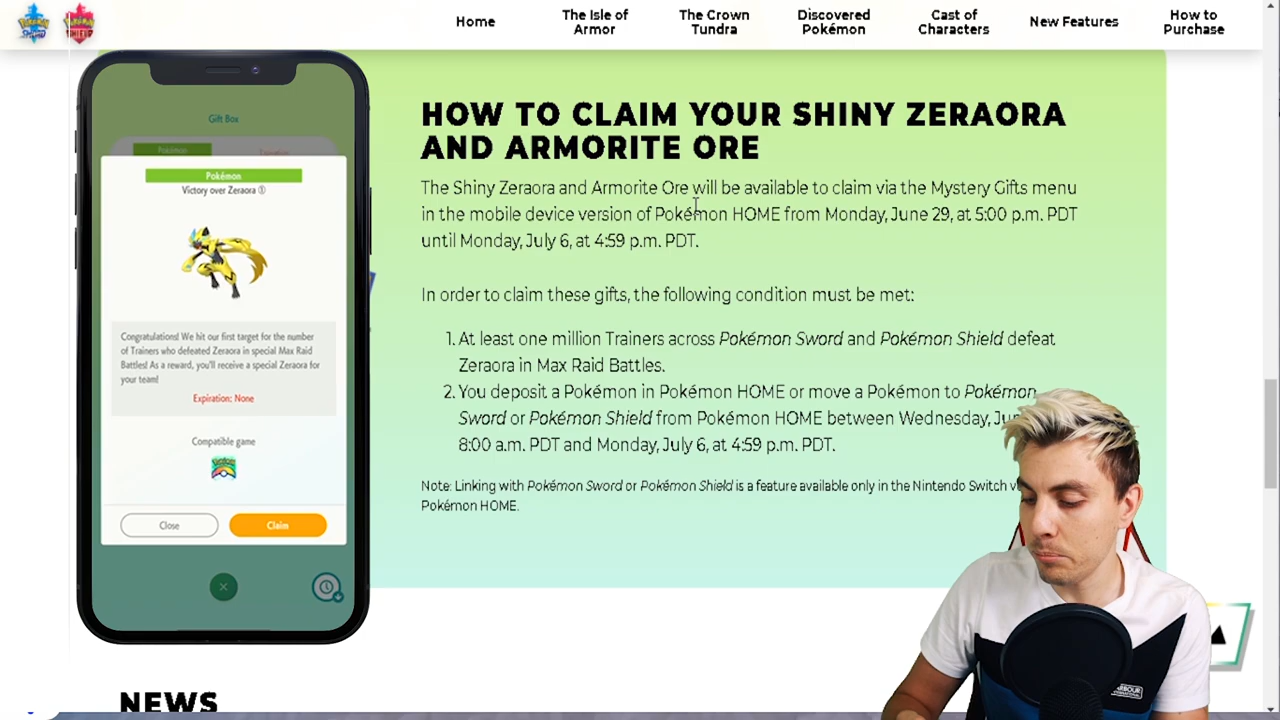 Home
The Isle of Armor
The Crown Tundra
Discovered Pokémon
Cast of Characters
New Features
How to Purchase
Gift Box
Pokémon
Pokémon
Victory over Zeraora ①
Congratulations! We hit our first target for the number
of Trainers who defeated Zeraora in special Max Raid
Battles! As a reward, you'll receive a special Zeraora for
your team!
Expiration: None
Compatible game
Close
Claim
HOW TO CLAIM YOUR SHINY ZERAORA
AND ARMORITE ORE
The Shiny Zeraora and Armorite Ore will be available to claim via the Mystery Gifts menu
in the mobile device version of Pokémon HOME from Monday, June 29, at 5:00 p.m. PDT
until Monday, July 6, at 4:59 p.m. PDT.
In order to claim these gifts, the following condition must be met:
1. At least one million Trainers across Pokémon Sword and Pokémon Shield defeat
Zeraora in Max Raid Battles.
2. You deposit a Pokémon in Pokémon HOME or move a Pokémon to Pokémon
Sword or Pokémon Shield from Pokémon HOME between Wednesday,
8:00 a.m. PDT and Monday, July 6, at 4:59 p.m. PDT.
Note: Linking with Pokémon Sword or Pokémon Shield is a feature available only in the Nintendo Switch
Pokémon HOME.
NEWS